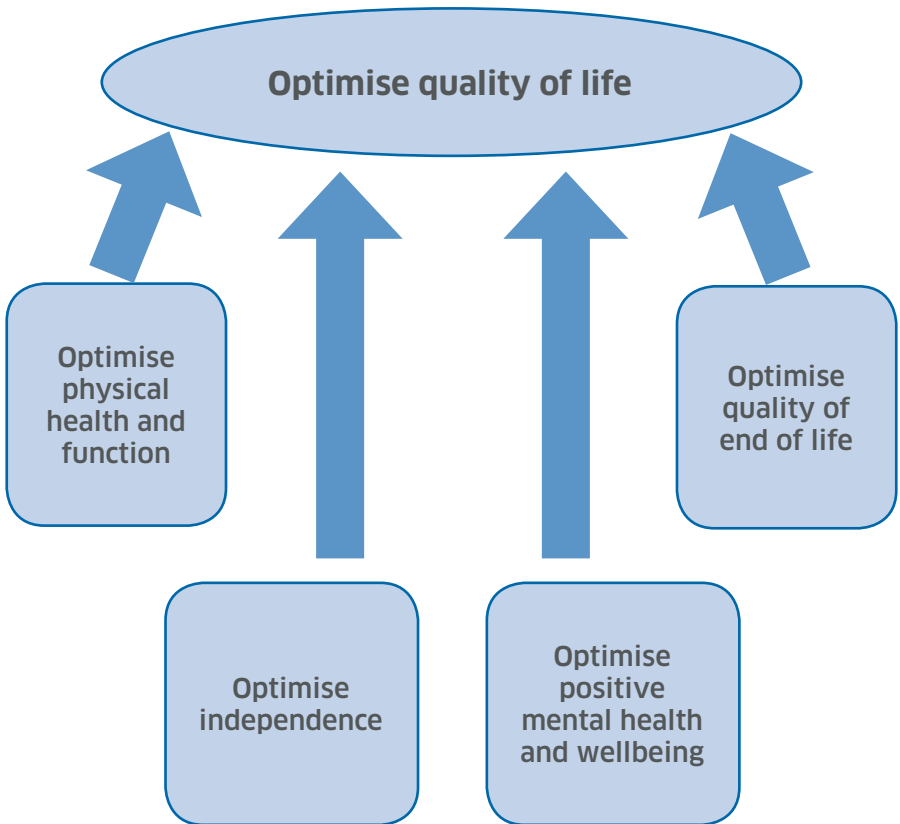 Optimise quality of life
Optimise
physical
health and
function
Optimise
quality of
end of life
Optimise
independence
Optimise
positive
mental health
and wellbeing